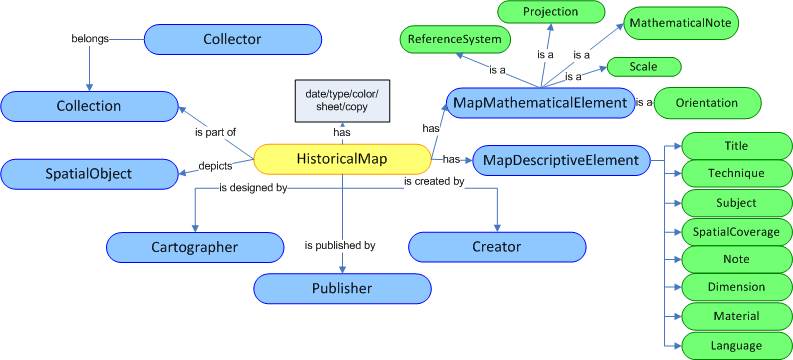 Projection
MathematicalNote
belongs
Collector
ReferenceSystem
is a
is a
is a
Scale
is a
date/type/color/
sheet/copy
Collection
MapMathematicalElement
is a
Orientation
is part of
has
has
Title
HistoricalMap
has
MapDescriptiveElement
SpatialObject
depicts
Technique
is designed by
is created by
Subject
SpatialCoverage
Cartographer
is published by
Creator
Note
Publisher
Dimension
Material
Language